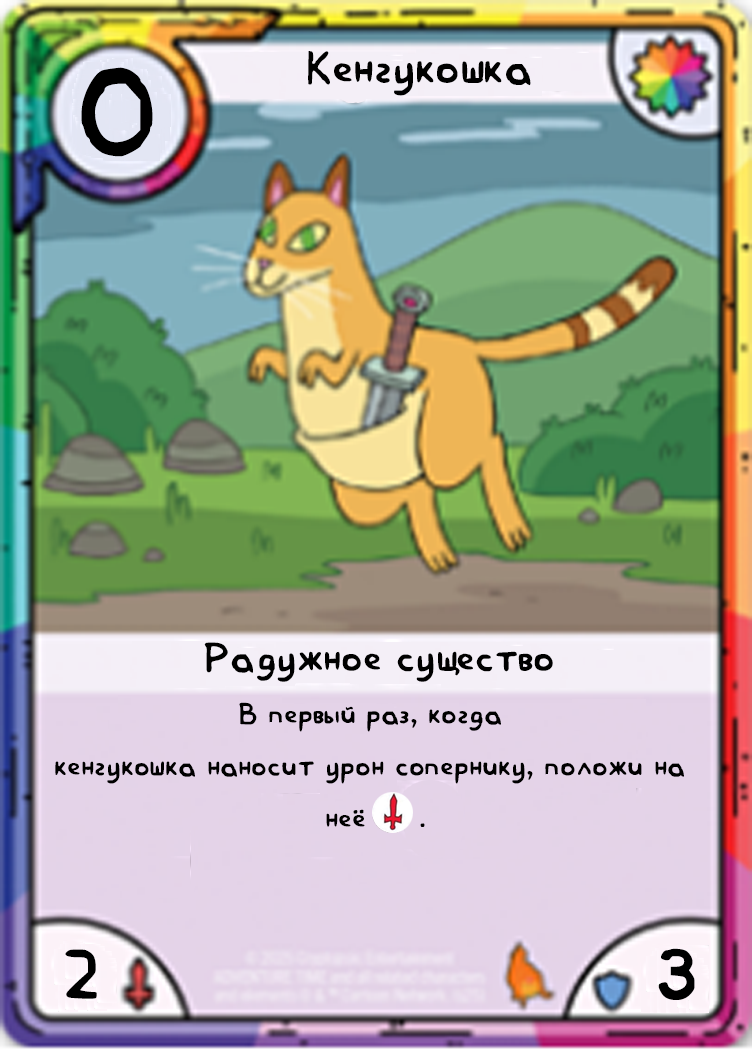 0
Кенгукошка
Радужное существо
В первый раз, когда
кенгукошка наносит урон сопернику, положи на
неё .
2
3